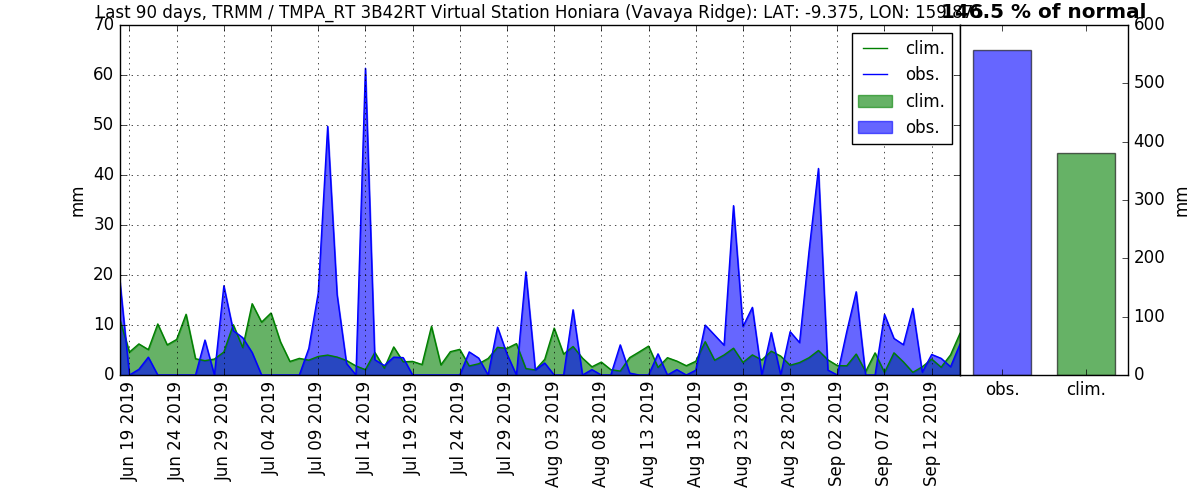 Last 90 days, TRMM / TMPA_RT 3B42RT Virtual Station Honiara (Vavaya Ridge): LAT: -9.375, LON:
146.5 % of normal
70
60
50
40
30
20
10
0
mm
clim.
obs.
clim.
obs.
Jun 19 2019
Jun 24 2019
Jun 29 2019
Jul 04 2019
Jul 09 2019
Jul 14 2019
Jul 19 2019
Jul 24 2019
Jul 29 2019
Aug 03 2019
Aug 08 2019
Aug 13 2019
Aug 18 2019
Aug 23 2019
Aug 28 2019
Sep 02 2019
Sep 07 2019
Sep 12 2019
600
500
400
300
200
100
0
mm
obs.
clim.